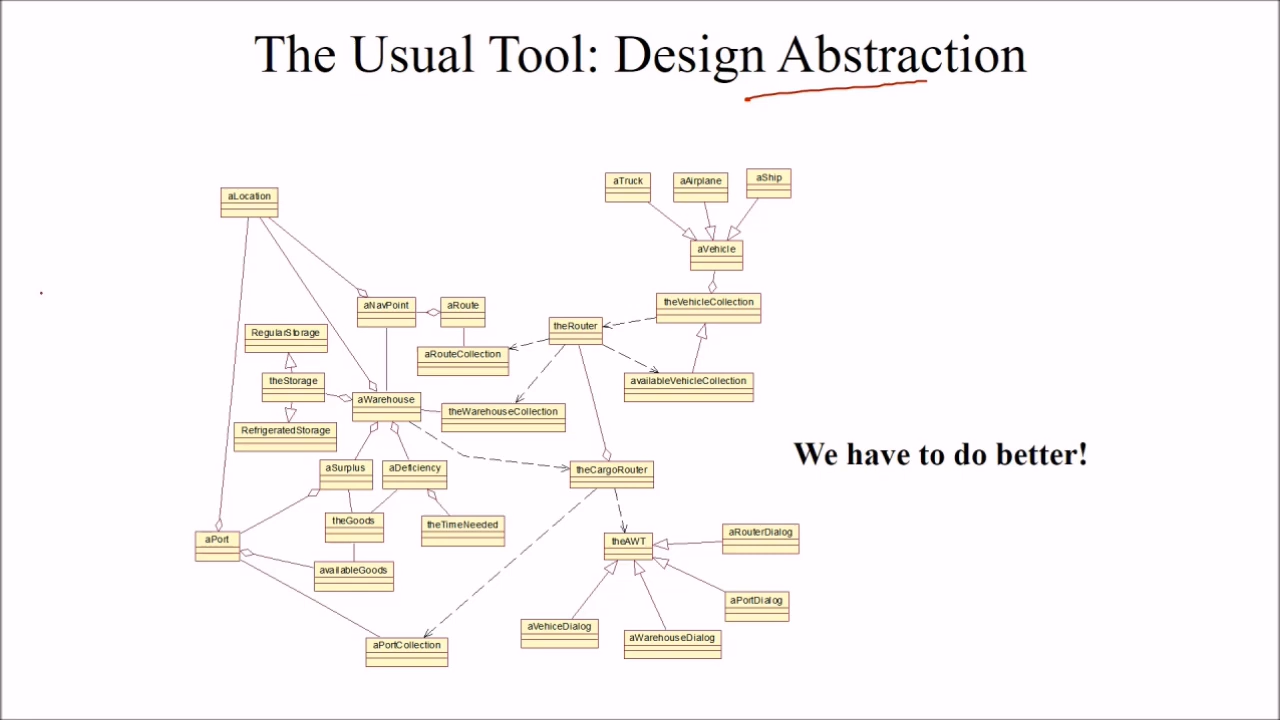 The Usual Tool: Design Abstraction
aTruck
aAirplane
aShip
aLocation
aVehicle
theVehicleCollection
aNavPoint
aRoute
theRouter
RegularStorage
aRouteCollection
theStorage
availableVehicleCollection
aWarehouse
theWarehouseCollection
RefrigeratedStorage
We have to do better!
aSurplus
aDeficiency
theCargoRouter
theGoods
theTimeNeeded
aRouterDialog
aPort
theAWT
availableGoods
aPortDialog
aVehiceDialog
aWarehouseDialog
aPortCollection